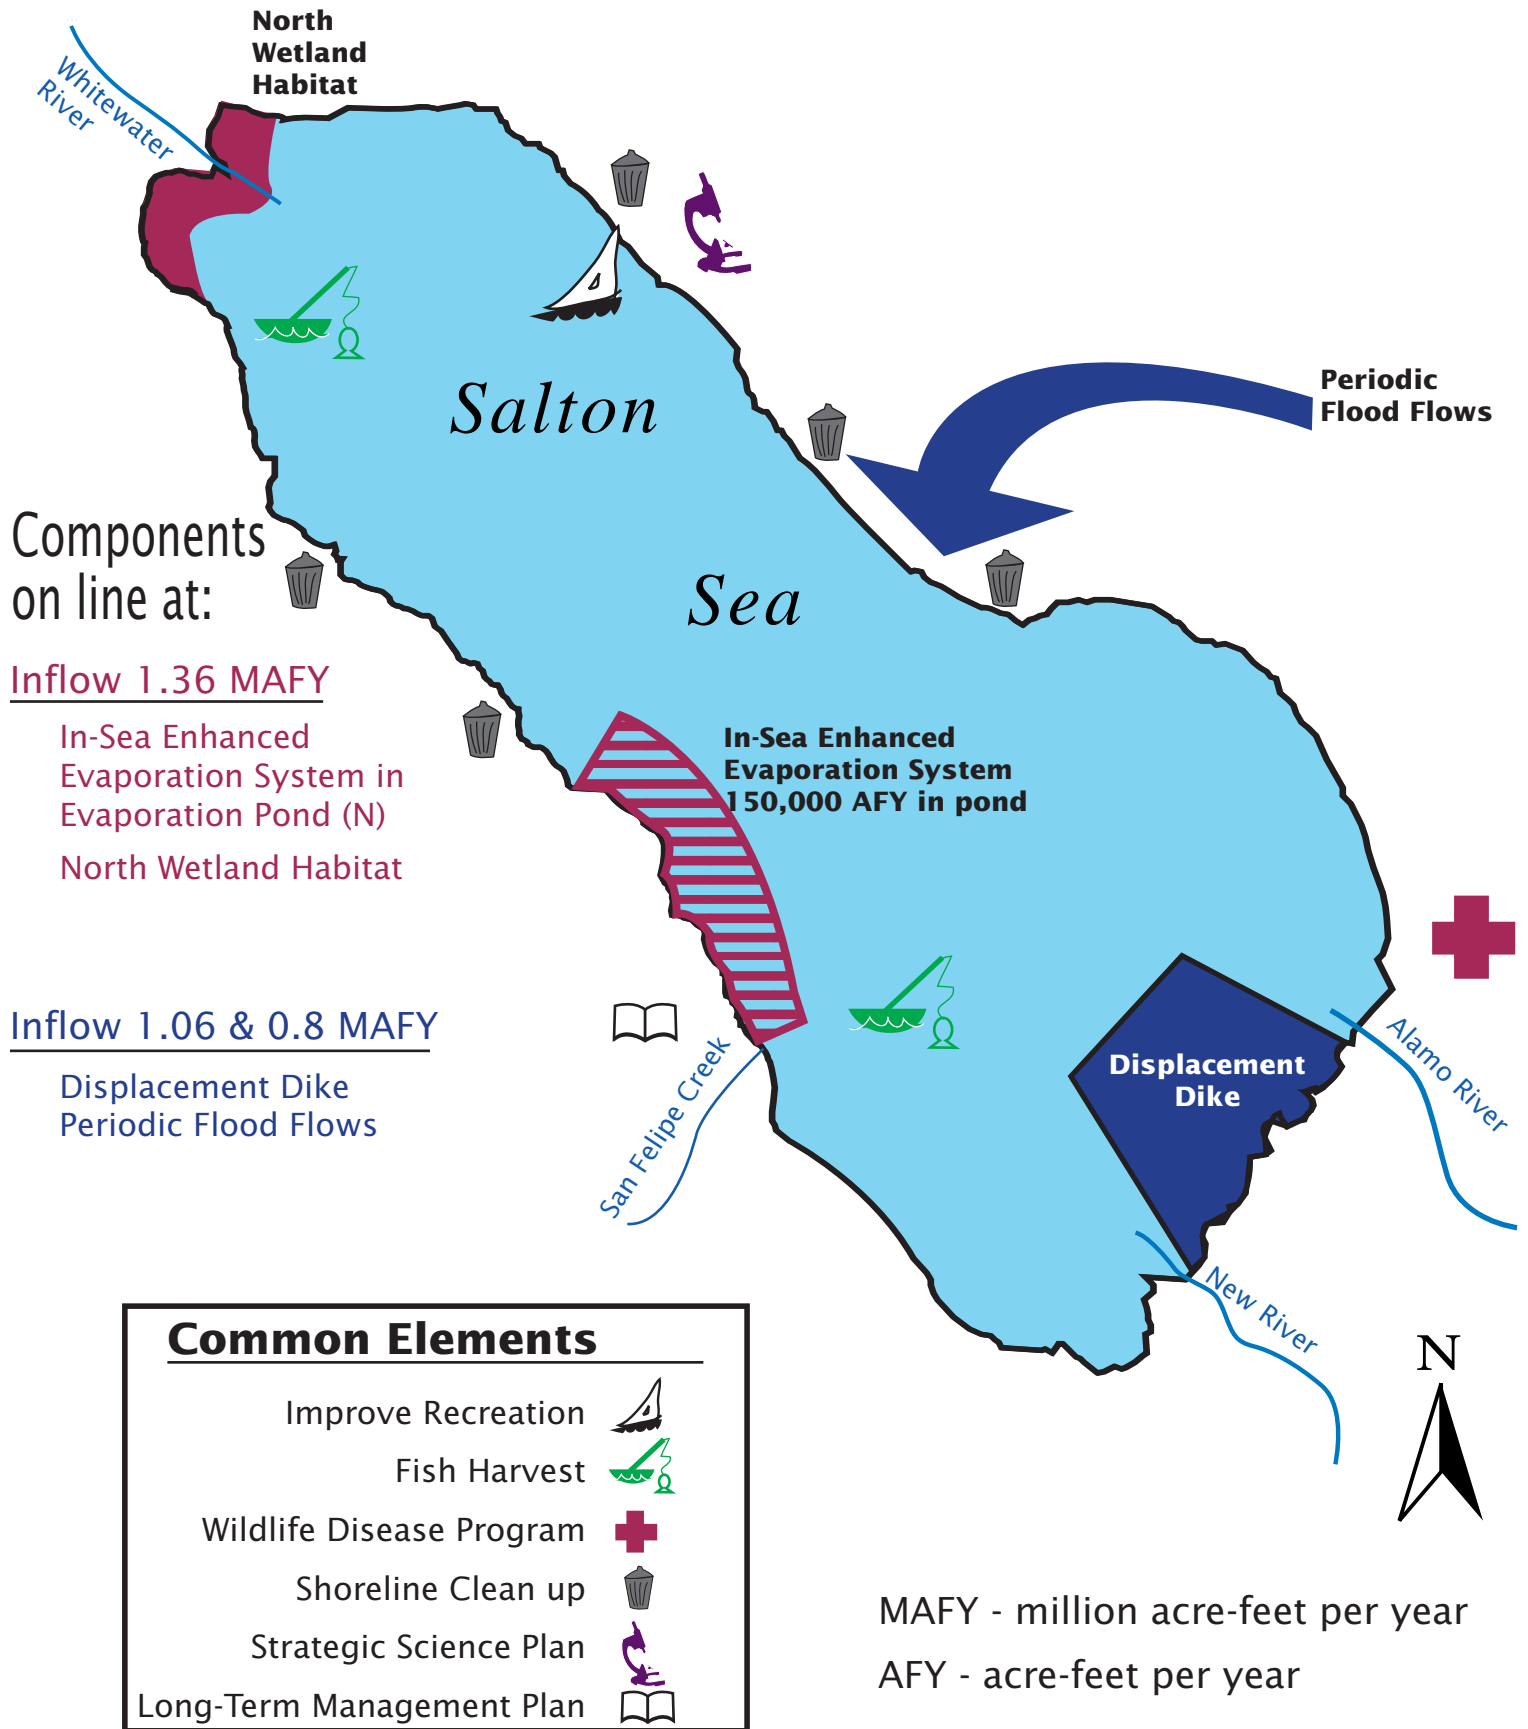 North
Wetland
Habitat
Whitewater
River
Salton
Sea
Periodic
Flood Flows
Components
on line at:
Inflow 1.36 MAFY
In-Sea Enhanced
Evaporation System in
Evaporation Pond (N)
North Wetland Habitat
In-Sea Enhanced
Evaporation System
150,000 AFY in pond
Inflow 1.06 & 0.8 MAFY
Displacement Dike
Periodic Flood Flows
San Felipe Creek
Displacement
Dike
Alamo River
New River
N
Common Elements
Improve Recreation
Fish Harvest
Wildlife Disease Program
Shoreline Clean up
Strategic Science Plan
Long-Term Management Plan
MAFY - million acre-feet per year
AFY - acre-feet per year